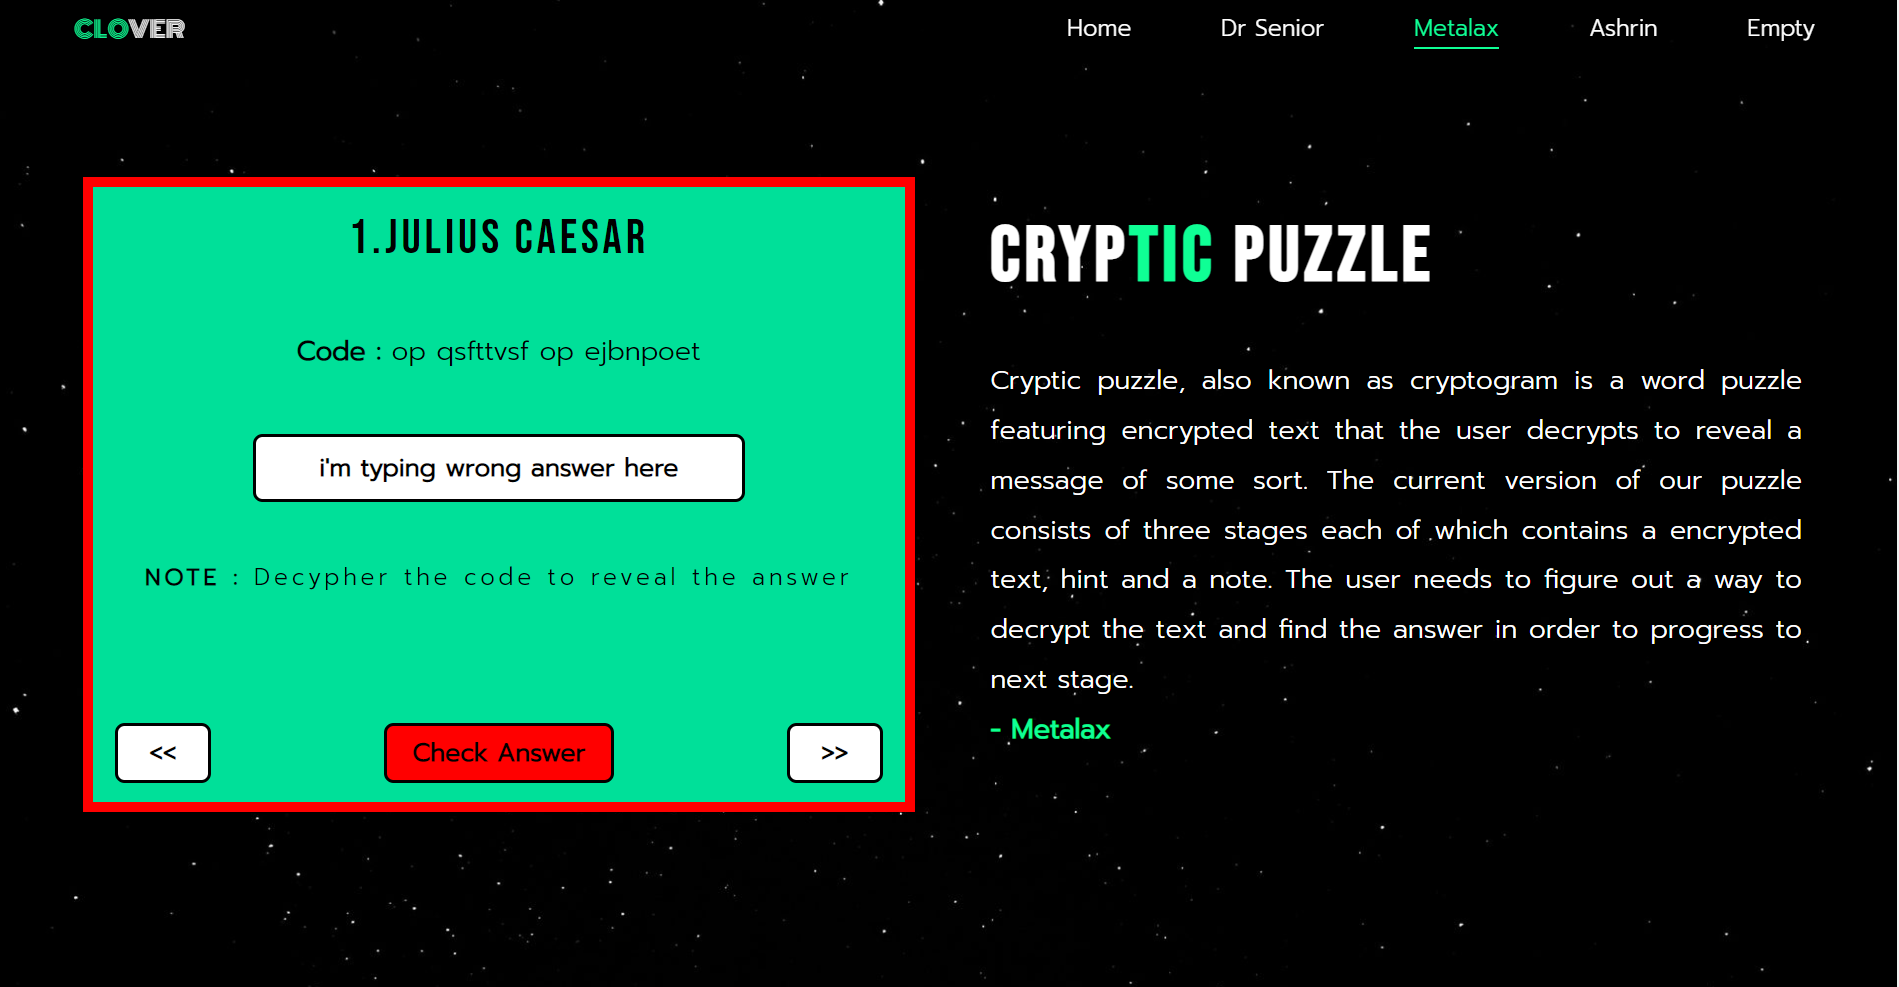 CLOVER
Home Dr Senior Metalax Ashrin Empty
1.JULIUS CAESAR
Code : op qsfttvsf op ejbnpoet
i'm typing wrong answer here
NOTE : Decypher the code to reveal the answer
<< Check Answer >>
CRYPTIC PUZZLE
Cryptic puzzle, also known as cryptogram is a word puzzle
featuring encrypted text that the user decrypts to reveal a
message of some sort. The current version of our puzzle
consists of three stages each of which contains a encrypted
text, hint and a note. The user needs to figure out a way to
decrypt the text and find the answer in order to progress to
next stage.
- Metalax